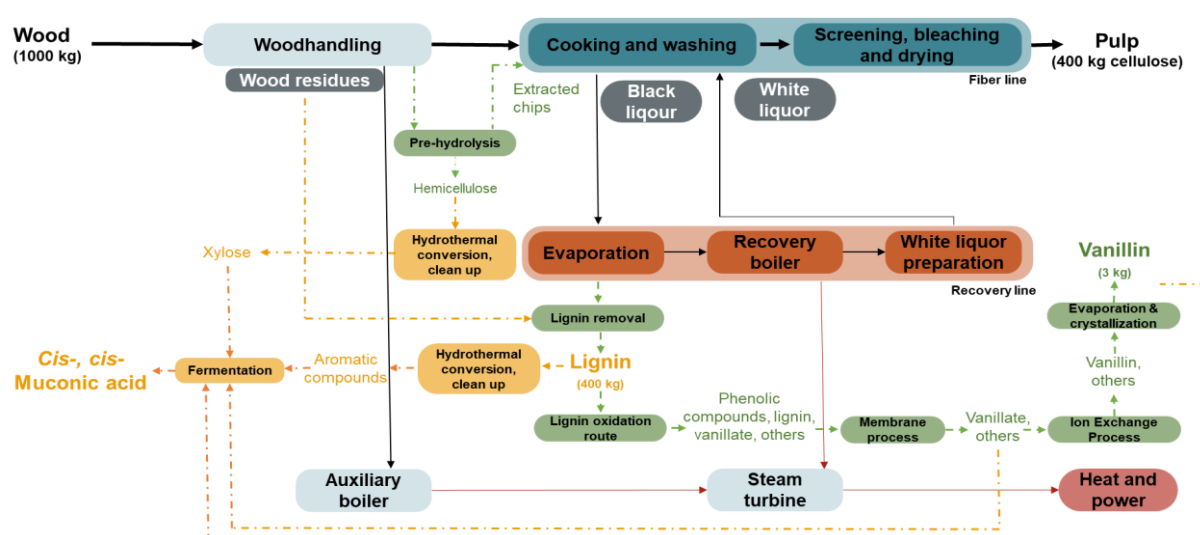 Wood
(1000 kg)
Woodhandling
Wood residues
Cooking and washing
Screening, bleaching
and drying
Pulp
(400 kg cellulose)
Fiber line
Extracted
chips
Black
liqour
White
liquor
Pre-hydrolysis
Hemicellulose
Xylose
Hydrothermal
conversion,
clean up
Evaporation
Recovery
boiler
White liquor
preparation
Recovery line
Vanillin
(3 kg)
Evaporation &
crystallization
Lignin removal
Cis-, cis-
Muconic acid
Fermentation
Aromatic
compounds
Hydrothermal
conversion,
clean up
Lignin
(400 kg)
Vanillin,
others
Lignin oxidation
route
Phenolic
compounds, lignin,
vanillate, others
Membrane
process
Vanillate,
others
Ion Exchange
Process
Auxiliary
boiler
Steam
turbine
Heat and
power